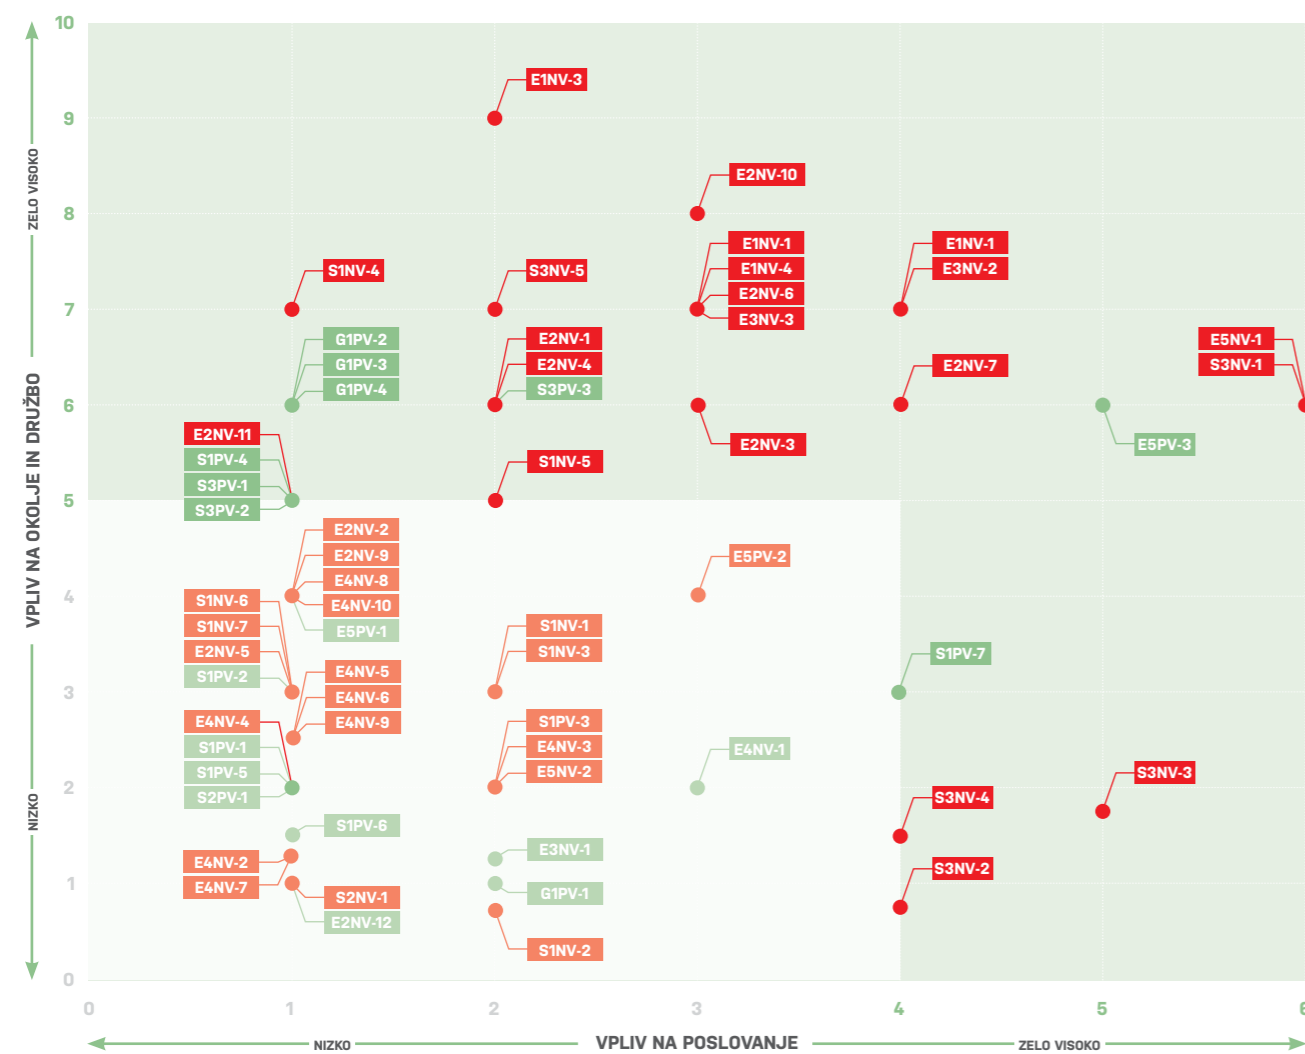 10
E1NV-3
9
ZELO VISOKO
E2NV-10
8
E1NV-1
E1NV-1
E1NV-4
E3NV-2
S1NV-4
S3NV-5
E2NV-6
7
E3NV-3
G1PV-2
E2NV-1
E5NV-1
G1PV-3
E2NV-4
E2NV-7
S3NV-1
G1PV-4
S3PV-3
6
VPLIV NA OKOLJE IN DRUŽBO
E2NV-11
E2NV-3
E5PV-3
S1PV-4
S1NV-5
S3PV-1
S3PV-2
5
E2NV-2
E2NV-9
E5PV-2
E4NV-8
S1NV-6
E4NV-10
4
S1NV-7
E5PV-1
S1NV-1
E2NV-5
S1NV-3
S1PV-7
S1PV-2
E4NV-5
3
E4NV-6
E4NV-4
E4NV-9
S1PV-3
S1PV-1
E4NV-3
E4NV-1
S1PV-5
E5NV-2
S3NV-3
2
S2PV-1
S3NV-4
NIZKO
S1PV-6
E3NV-1
E4NV-2
S3NV-2
E4NV-7
1
S2NV-1
G1PV-1
E2NV-12
S1NV-2
0
0 1 2 3 4 5 6
NIZKO VPLIV NA POSLOVANJE ZELO VISOKO